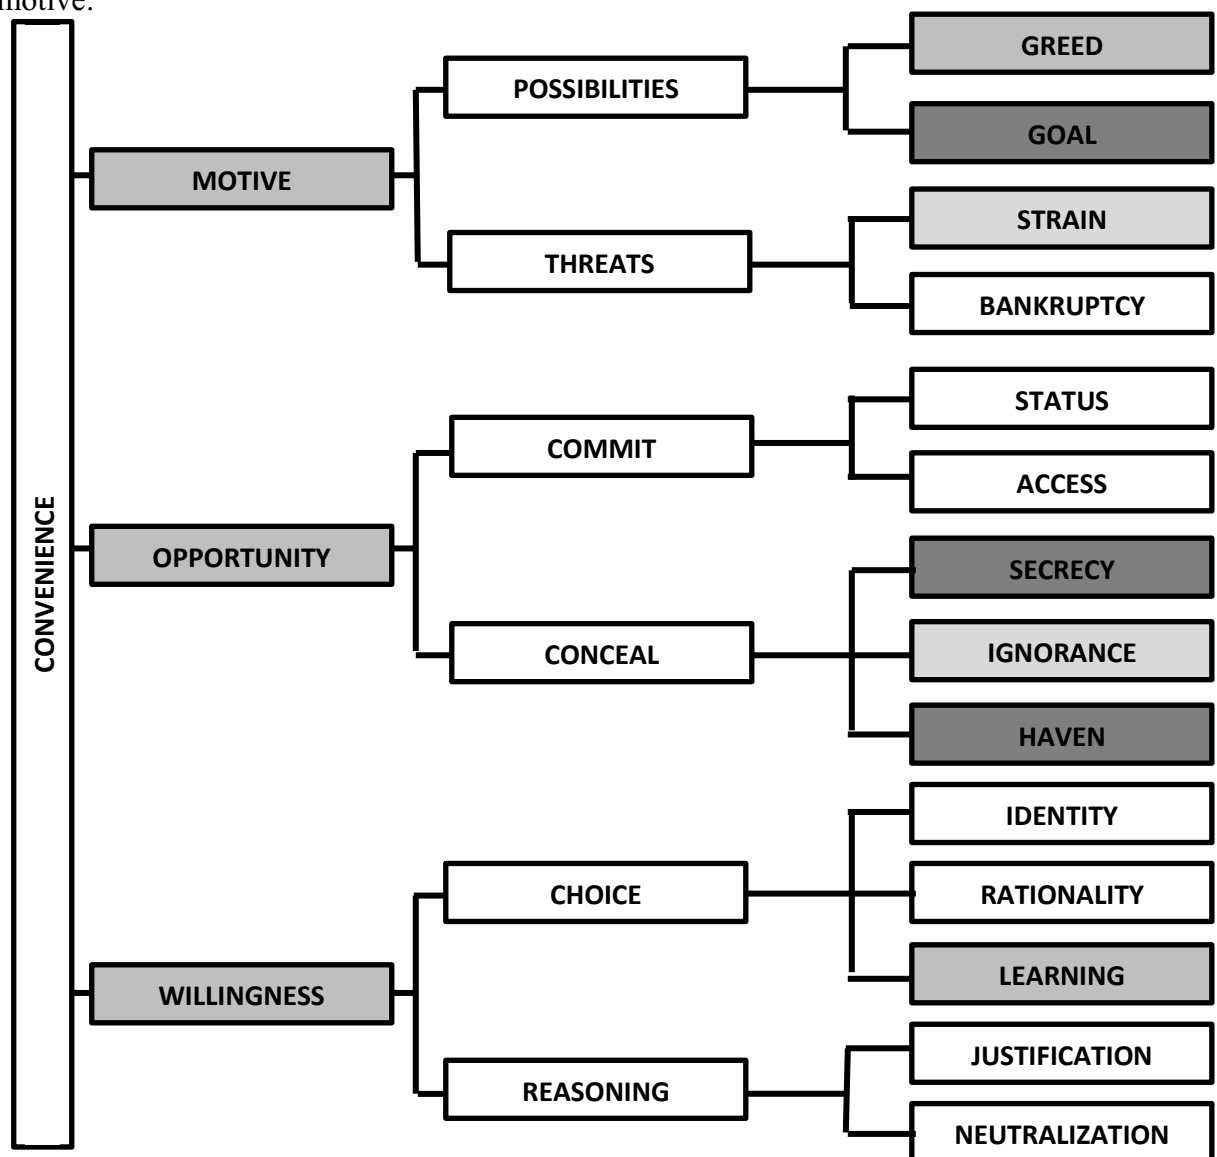 motive.
CONVENIENCE
MOTIVE
POSSIBILITIES
GREED
GOAL
THREATS
STRAIN
BANKRUPTCY
OPPORTUNITY
COMMIT
STATUS
ACCESS
CONCEAL
SECRECY
IGNORANCE
HAVEN
WILLINGNESS
CHOICE
IDENTITY
RATIONALITY
LEARNING
REASONING
JUSTIFICATION
NEUTRALIZATION